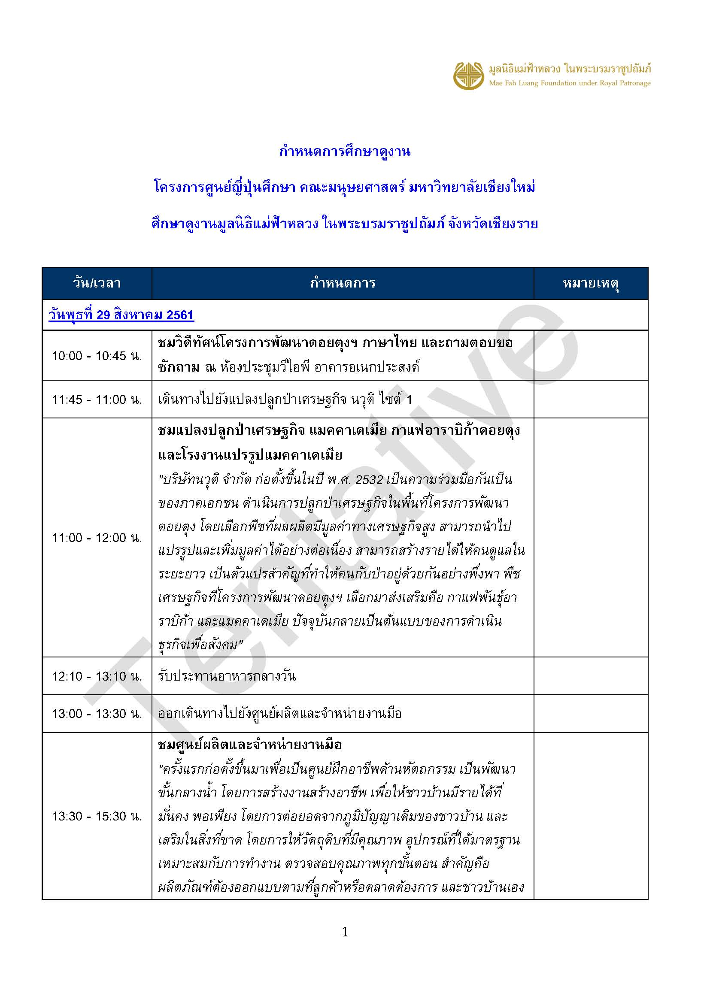 มูลนิธิแม่ฟ้าหลวง ในพระบรมราชูปถัมภ์
Mae Fah Luang Foundation under Royal Patronage
กำหนดการศึกษาดูงาน
โครงการศูนย์ญี่ปุ่นศึกษา คณะมนุษยศาสตร์ มหาวิทยาลัยเชียงใหม่
ศึกษาดูงานมูลนิธิแม่ฟ้าหลวง ในพระบรมราชูปถัมภ์ จังหวัดเชียงราย
วัน/เวลา กำหนดการ หมายเหตุ
วันพุธที่ 29 สิงหาคม 2561
10:00 - 10:45 น.
ชมวิดีทัศน์โครงการพัฒนาดอยตุงฯ ภาษาไทย และถามตอบขอ
ซักถาม ณ ห้องประชุมวีไอพี อาคารอเนกประสงค์
11:45 - 11:00 น. เดินทางไปยังแปลงปลูกป่าเศรษฐกิจ นวุติ ไซต์ 1
11:00 - 12:00 น.
ชมแปลงปลูกป่าเศรษฐกิจ แมคคาเดเมีย กาแฟอาราบิก้าดอยตุง
และโรงงานแปรรูปแมคคาเดเมีย
"บริษัทนวุติ จำกัด ก่อตั้งขึ้นในปี พ.ศ. 2532 เป็นความร่วมมือกันเป็น
ของภาคเอกชน ดำเนินการปลูกป่าเศรษฐกิจในพื้นที่โครงการพัฒนา
ดอยตุง โดยเลือกพืชที่ผลผลิตมีมูลค่าทางเศรษฐกิจสูง สามารถนำไป
แปรรูปและเพิ่มมูลค่าได้อย่างต่อเนื่อง สามารถสร้างรายได้ให้คนดูแลใน
ระยะยาว เป็นตัวแปรสำคัญที่ทำให้คนกับป่าอยู่ด้วยกันอย่างพึ่งพา พืช
เศรษฐกิจที่โครงการพัฒนาดอยตุงฯ เลือกมาส่งเสริมคือ กาแฟพันธุ์อา
ราบิก้า และแมคคาเดเมีย ปัจจุบันกลายเป็นต้นแบบของการดำเนิน
ธุรกิจเพื่อสังคม"
12:10 - 13:10 น. รับประทานอาหารกลางวัน
13:00 - 13:30 น. ออกเดินทางไปยังศูนย์ผลิตและจำหน่ายงานมือ
13:30 - 15:30 น.
ชมศูนย์ผลิตและจำหน่ายงานมือ
"ครั้งแรกก่อตั้งขึ้นมาเพื่อเป็นศูนย์ฝึกอาชีพด้านหัตถกรรม เป็นพัฒนา
ขั้นกลางน้ำ โดยการสร้างงานสร้างอาชีพ เพื่อให้ชาวบ้านมีรายได้ที่
มั่นคง พอเพียง โดยการต่อยอดจากภูมิปัญญาเดิมของชาวบ้าน และ
เสริมในสิ่งที่ขาด โดยการให้วัตถุดิบที่มีคุณภาพ อุปกรณ์ที่ได้มาตรฐาน
เหมาะสมกับการทำงาน ตรวจสอบคุณภาพทุกขั้นตอน สำคัญคือ
ผลิตภัณฑ์ต้องออกแบบตามที่ลูกค้าหรือตลาดต้องการ และชาวบ้านเอง
Tentative
1